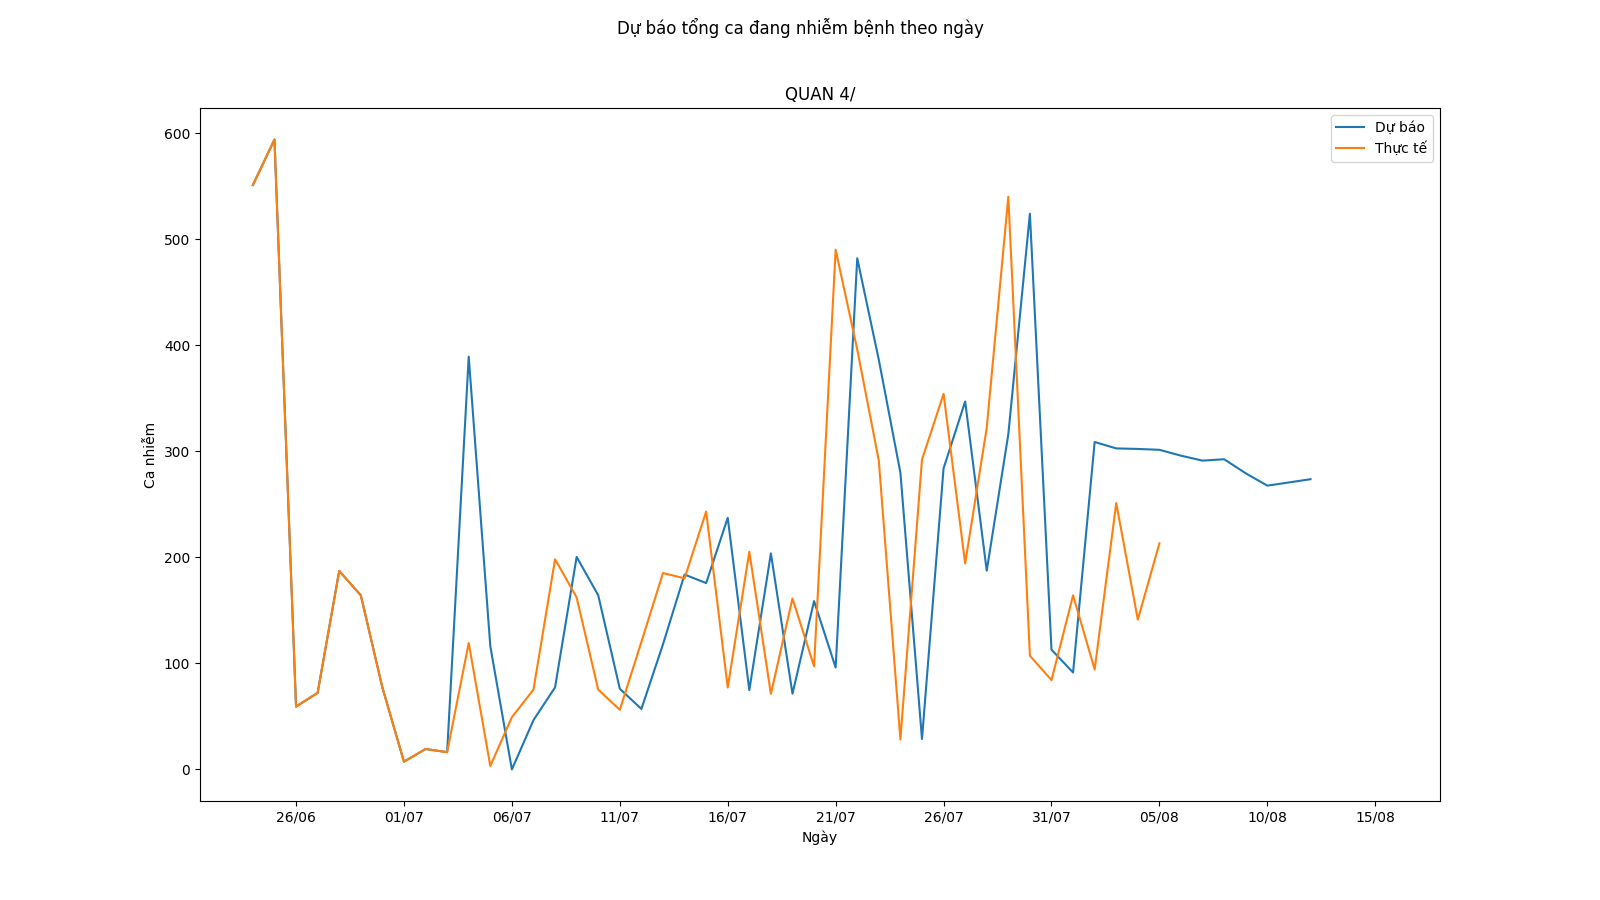 Dự báo tổng ca đang nhiễm bệnh theo ngày
QUAN 4/
Dự báo
Thực tế
600
500
400
300
200
100
0
Ca nhiễm
26/06 01/07 06/07 11/07 16/07 21/07 26/07 31/07 05/08 10/08 15/08
Ngày